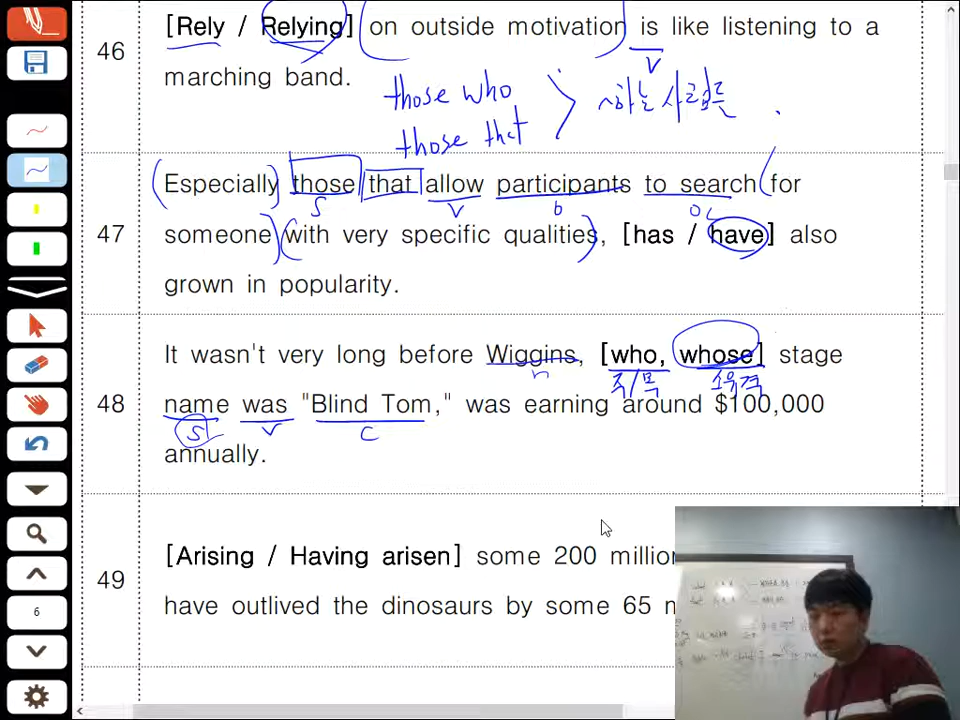 46
[Rely / Relying] on outside motivation is like listening to a
marching band.
V
those who
those that
~하는 사람들
47
Especially those that allow participants to search for
S V O OC
someone with very specific qualities, [has / have] also
grown in popularity.
48
It wasn't very long before Wiggins, [who, whose] stage
n 주/목 소유격
name was "Blind Tom," was earning around $100,000
S V C
annually.
49
[Arising / Having arisen] some 200 million
have outlived the dinosaurs by some 65 m
6